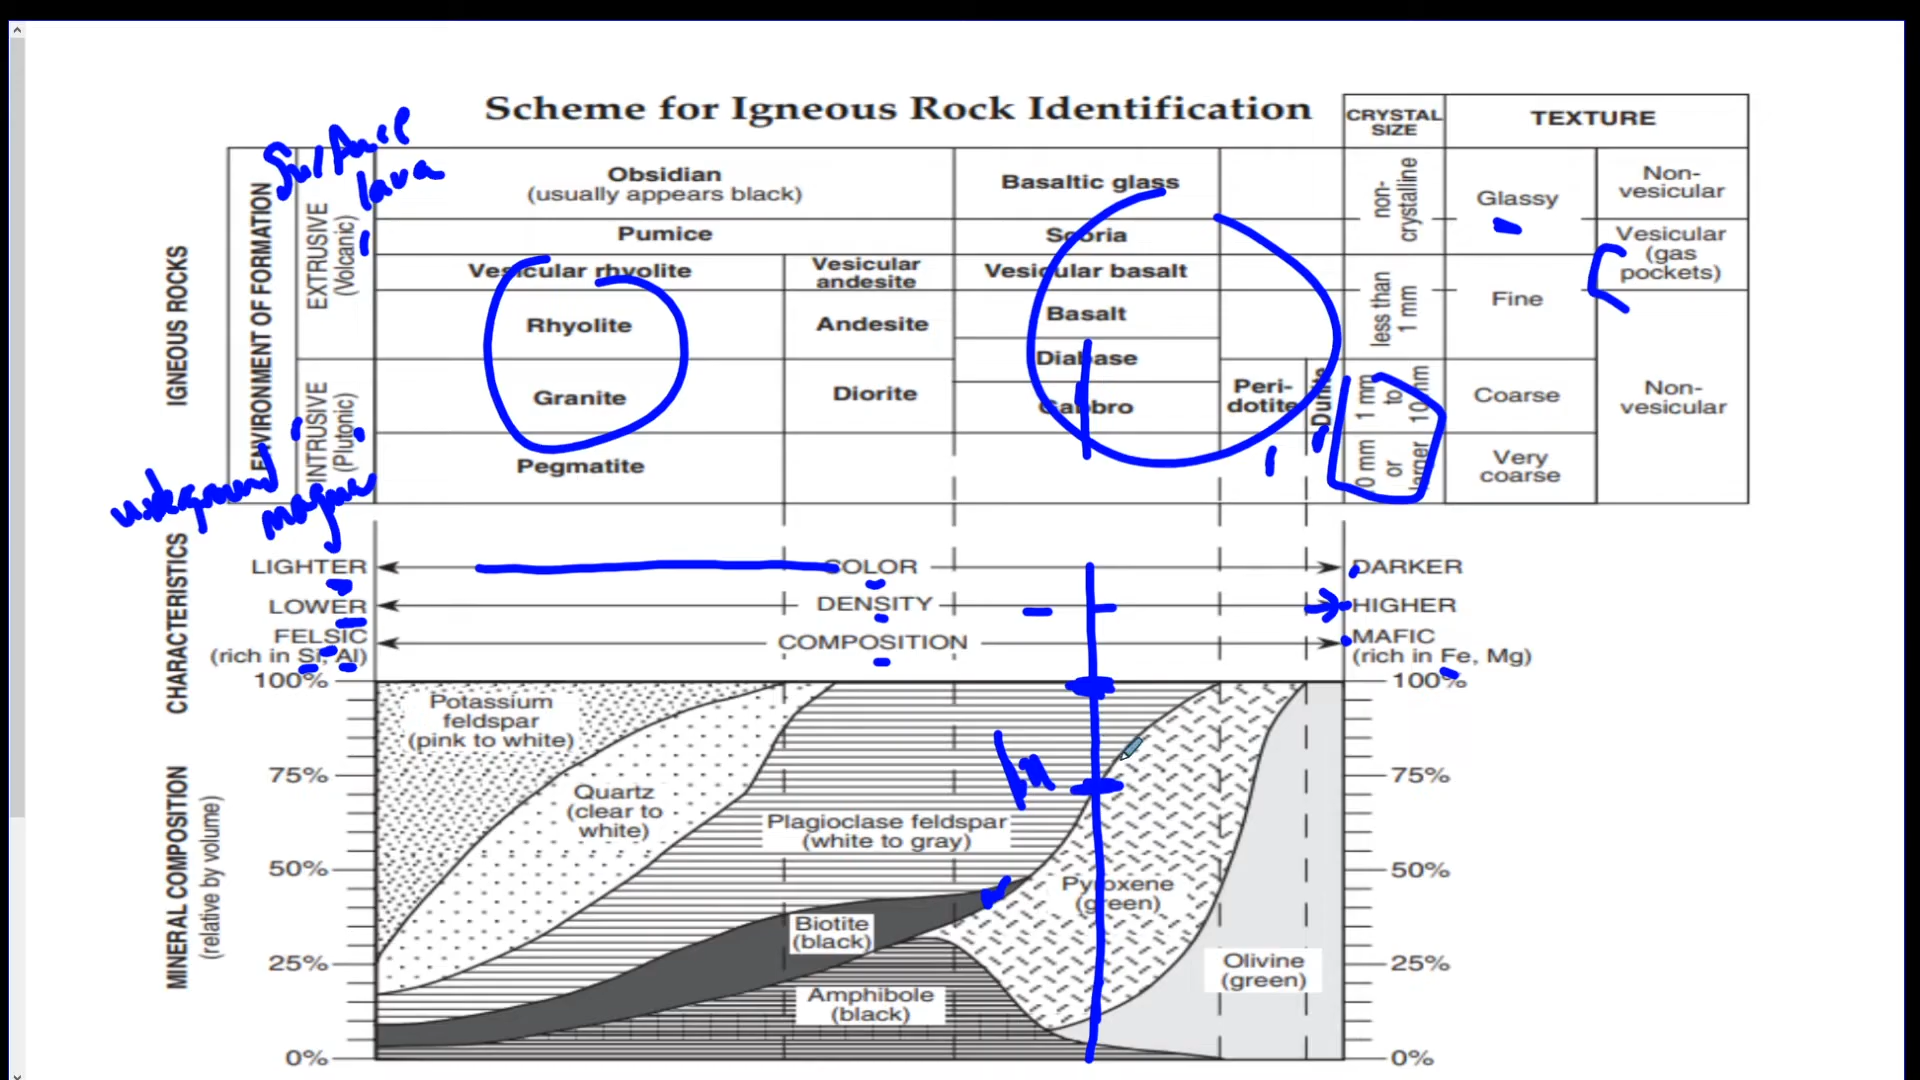 Scheme for Igneous Rock Identification
CRYSTAL
SIZE
TEXTURE
IGNEOUS ROCKS
ENVIRONMENT OF FORMATION
EXTRUSIVE
(Volcanic)
INTRUSIVE
(Plutonic)
Surface
lava
underground
magma
Obsidian
(usually appears black)
Basaltic glass
non-
crystalline
Glassy
Non-
vesicular
Pumice
Scoria
Vesicular
(gas
pockets)
Vesicular rhyolite
Vesicular
andesite
Vesicular basalt
less than
1 mm
Fine
Rhyolite
Andesite
Basalt
Diabase
Granite
Diorite
Gabbro
Peri-
dotite
Dunite
1 mm
to
10 mm
Coarse
Non-
vesicular
Pegmatite
0 mm
or
larger
Very
coarse
CHARACTERISTICS
LIGHTER
COLOR
DARKER
LOWER
DENSITY
HIGHER
FELSIC
(rich in Si, Al)
COMPOSITION
MAFIC
(rich in Fe, Mg)
MINERAL COMPOSITION
(relative by volume)
100%
75%
50%
25%
0%
Potassium
feldspar
(pink to white)
Quartz
(clear to
white)
Plagioclase feldspar
(white to gray)
Biotite
(black)
Amphibole
(black)
Pyroxene
(green)
Olivine
(green)
100%
75%
50%
25%
0%